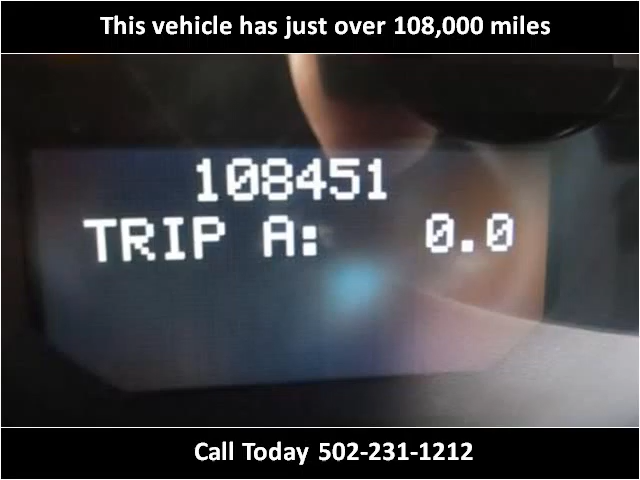 This vehicle has just over 108,000 miles
108451
TRIP A: 0.0
Call Today 502-231-1212